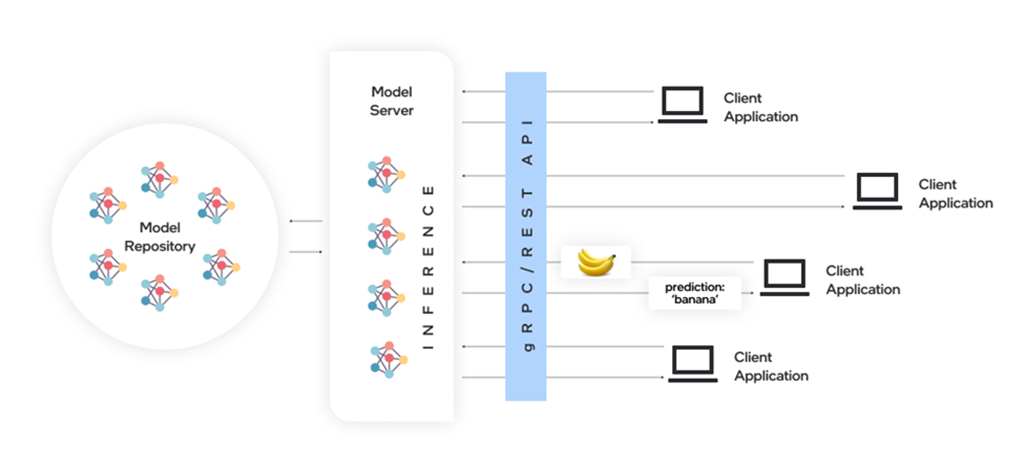 Model
Repository
Model
Server
INFERENCE
gRPC/REST API
Client
Application
Client
Application
prediction:
‘banana’
Client
Application
Client
Application